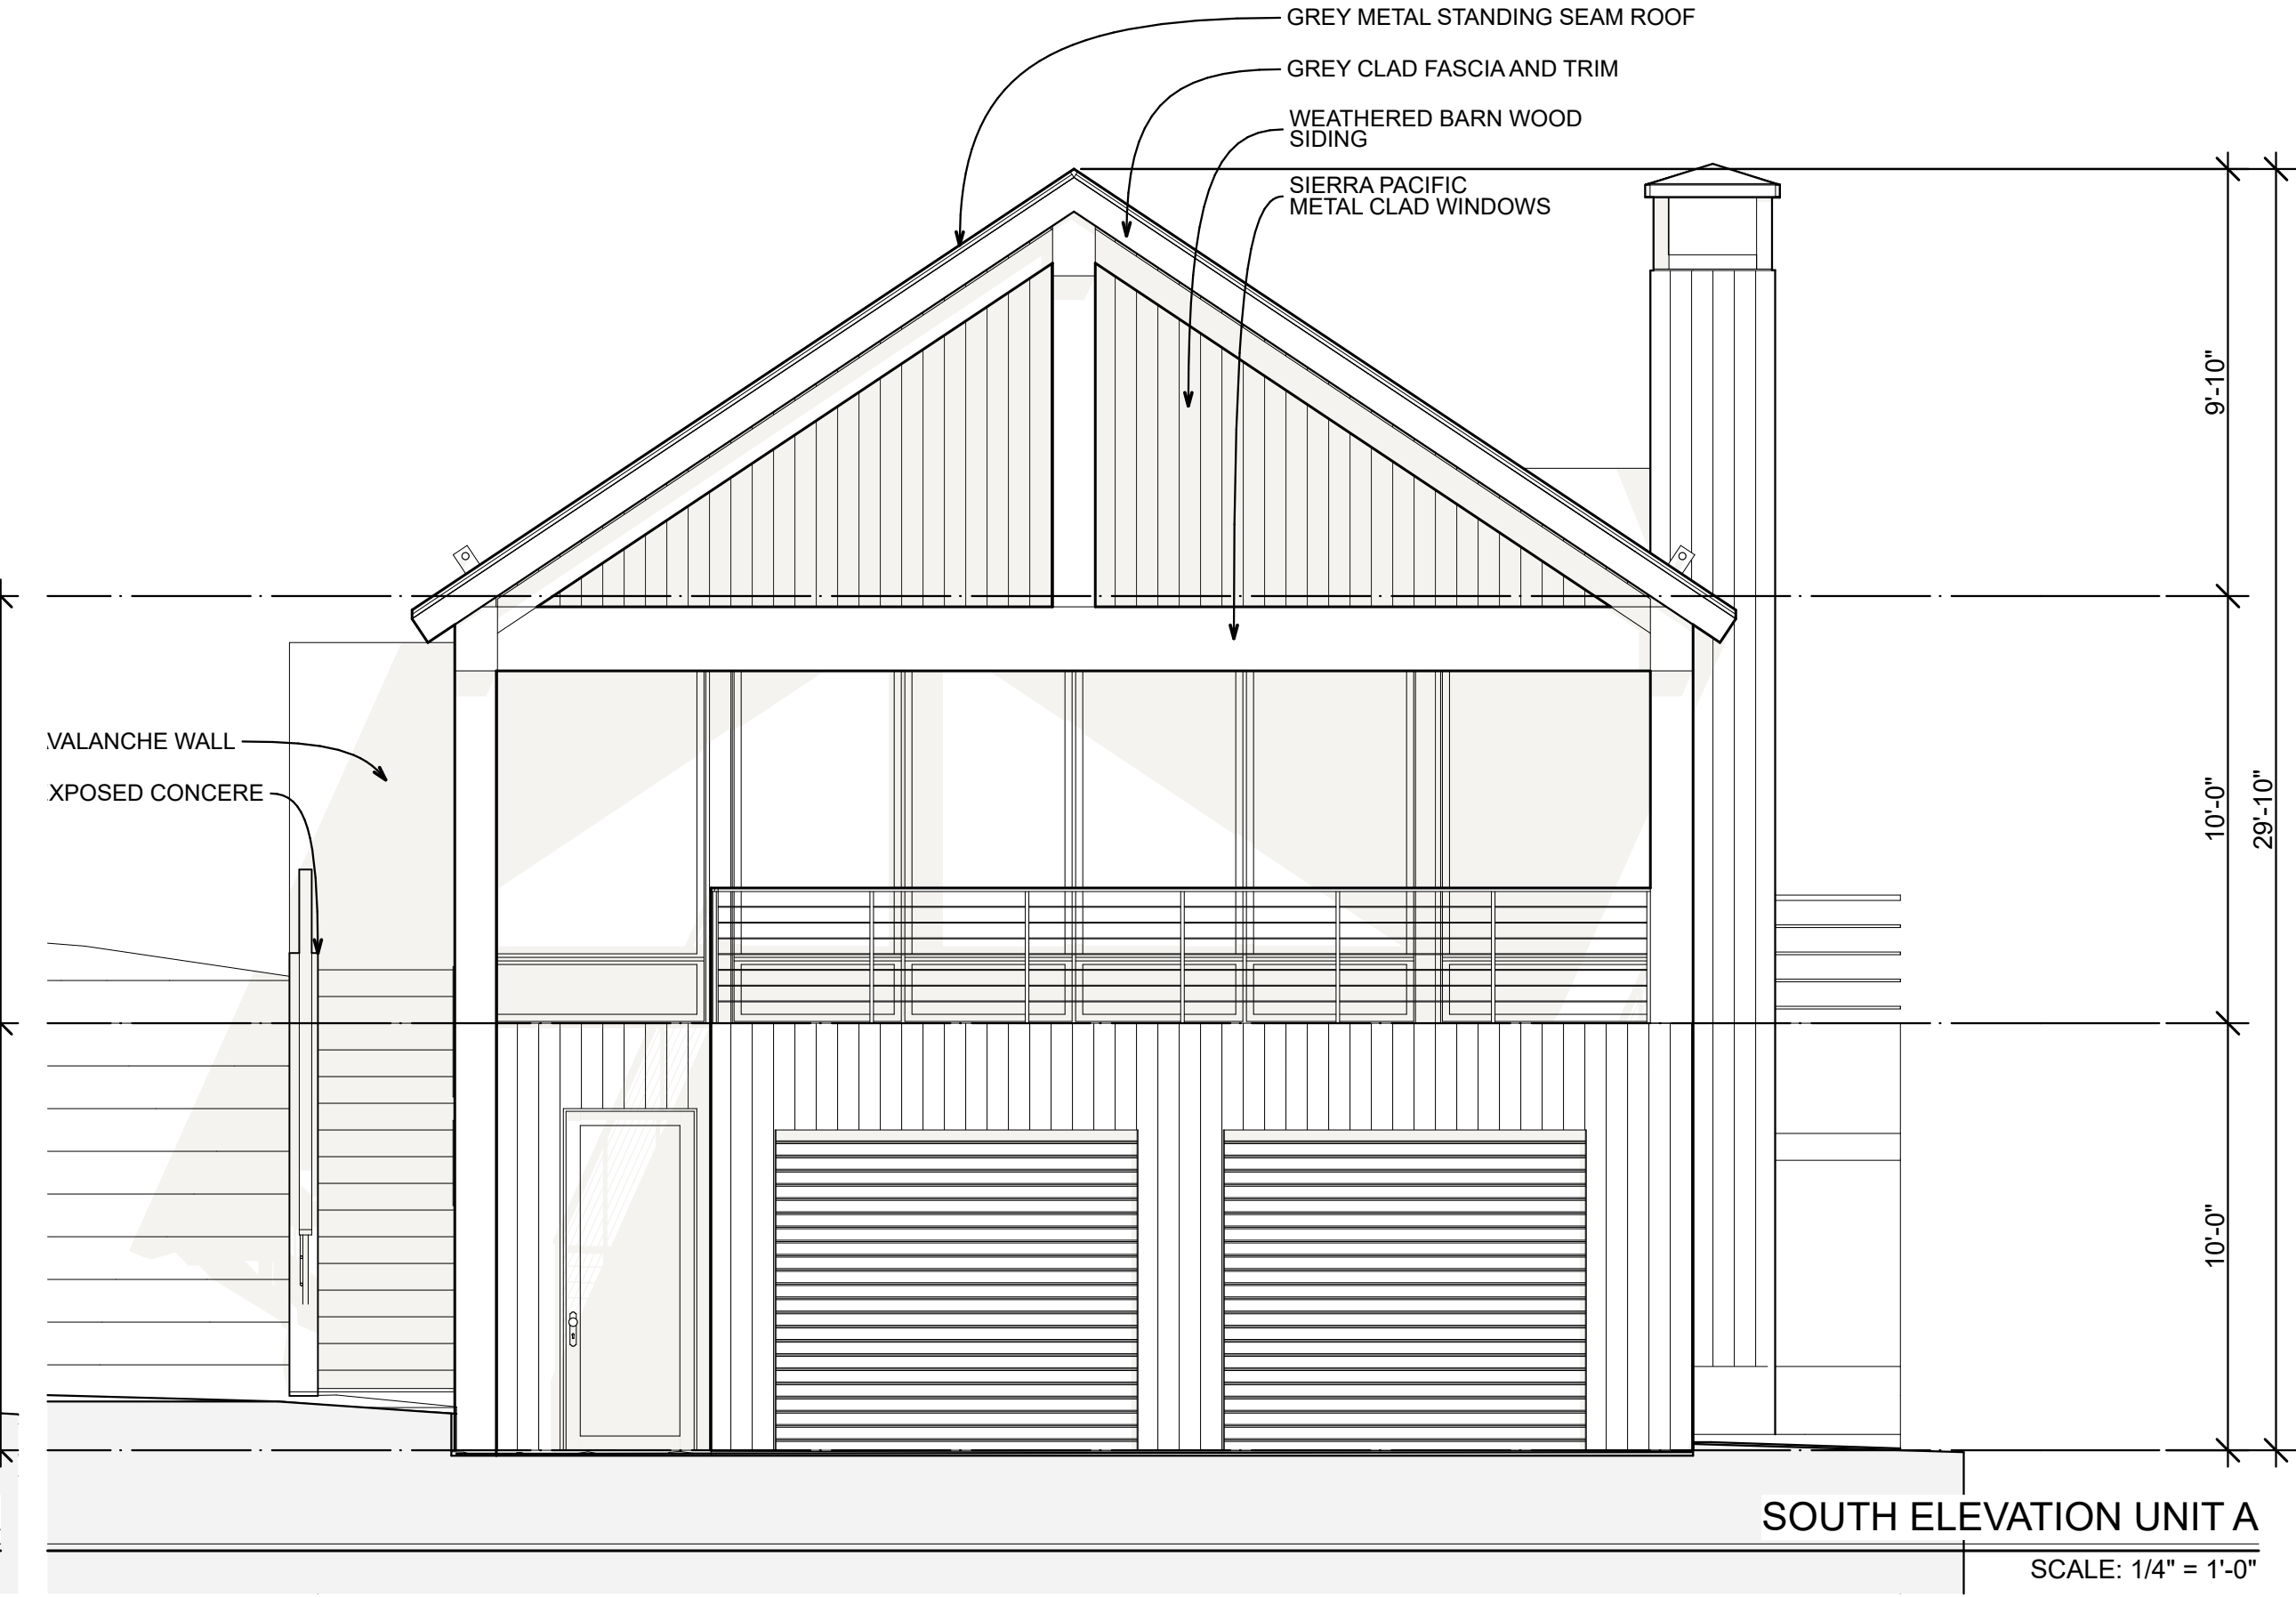 GREY METAL STANDING SEAM ROOF
GREY CLAD FASCIA AND TRIM
WEATHERED BARN WOOD
SIDING
SIERRA PACIFIC
METAL CLAD WINDOWS
VALANCHE WALL
XPOSED CONCERE
9'-10"
10'-0"
29'-10"
10'-0"
SOUTH ELEVATION UNIT A
SCALE: 1/4" = 1'-0"